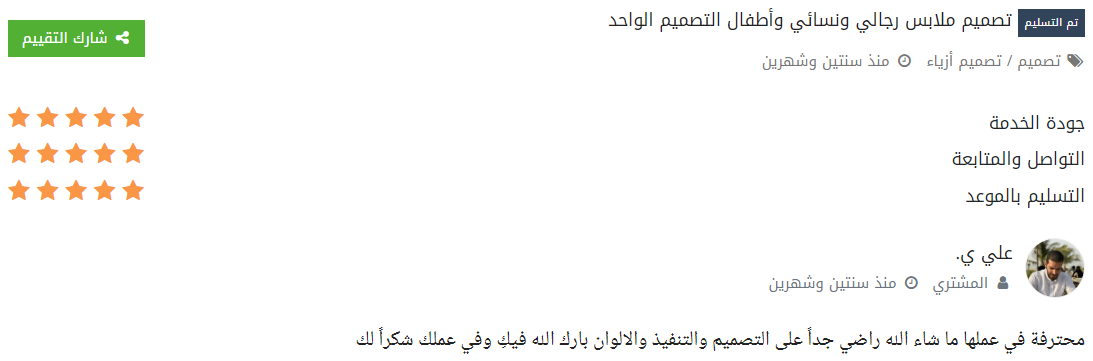 تم التسليم تصميم ملابس رجالي ونسائي وأطفال التصميم الواحد
شارك التقييم
تصميم / تصميم أزياء منذ سنتين وشهرين
جودة الخدمة
التواصل والمتابعة
التسليم بالموعد
علي ي.
المشتري منذ سنتين وشهرين
محترفة في عملها ما شاء الله راضي جداً على التصميم والتنفيذ والالوان بارك الله فيكِ وفي عملك شكراً لك